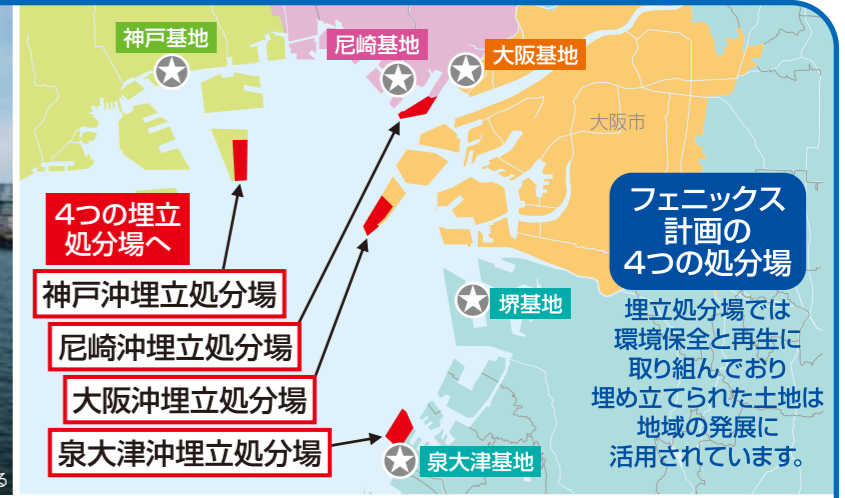 神戸基地
尼崎基地
大阪基地
大阪市
4つの埋立
処分場へ
神戸沖埋立処分場
尼崎沖埋立処分場
大阪沖埋立処分場
泉大津沖埋立処分場
堺基地
泉大津基地
フェニックス
計画の
4つの処分場
埋立処分場では
環境保全と再生に
取り組んでおり
埋め立てられた土地は
地域の発展に
活用されています。
る